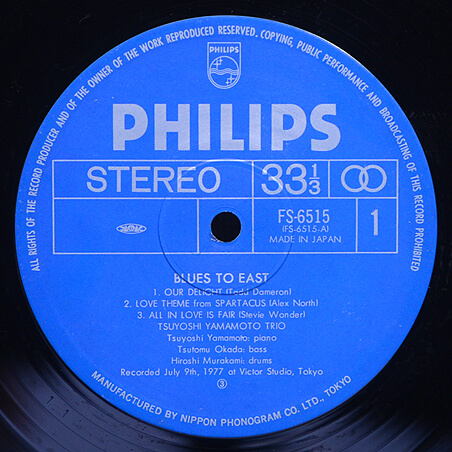 ALL RIGHTS OF THE RECORD PRODUCER AND OF THE OWNER OF THE WORK REPRODUCED RESERVED. COPYING, PUBLIC PERFORMANCE AND BROADCASTING OF THIS RECORD PROHIBITED
PHILIPS
PHILIPS
STEREO 33 1/3
FS-6515
(FS-6515-A)
MADE IN JAPAN
1
BLUES TO EAST
1. OUR DELIGHT (Tadd Dameron)
2. LOVE THEME from SPARTACUS (Alex North)
3. ALL IN LOVE IS FAIR (Stevie Wonder)
TSUYOSHI YAMAMOTO TRIO
Tsuyoshi Yamamoto: piano
Tsutomu Okada: bass
Hiroshi Murakami: drums
Recorded July 9th, 1977 at Victor Studio, Tokyo
③
MANUFACTURED BY NIPPON PHONOGRAM CO. LTD., TOKYO